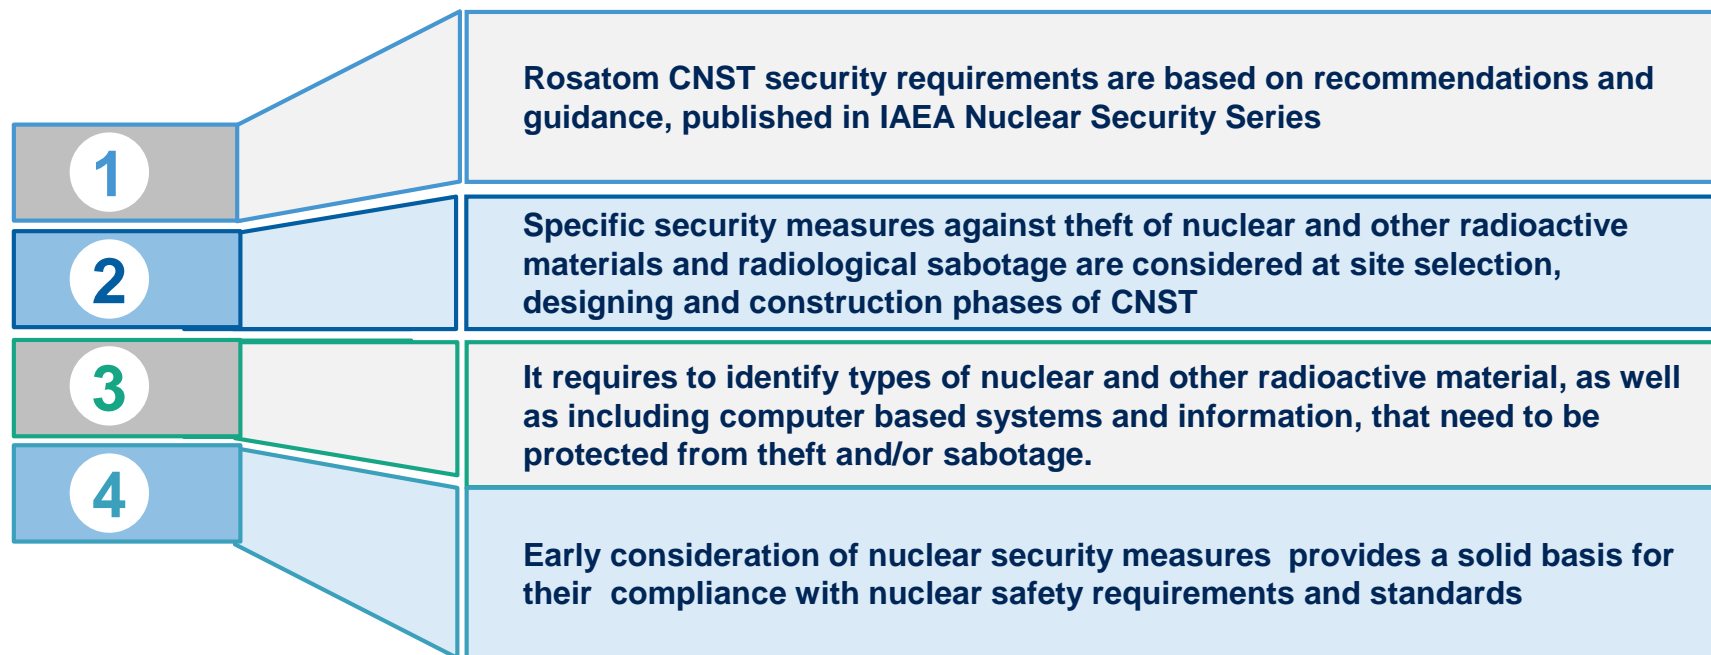 1
Rosatom CNST security requirements are based on recommendations and
guidance, published in IAEA Nuclear Security Series
2
Specific security measures against theft of nuclear and other radioactive
materials and radiological sabotage are considered at site selection,
designing and construction phases of CNST
3
It requires to identify types of nuclear and other radioactive material, as well
as including computer based systems and information, that need to be
protected from theft and/or sabotage.
4
Early consideration of nuclear security measures  provides a solid basis for
their  compliance with nuclear safety requirements and standards